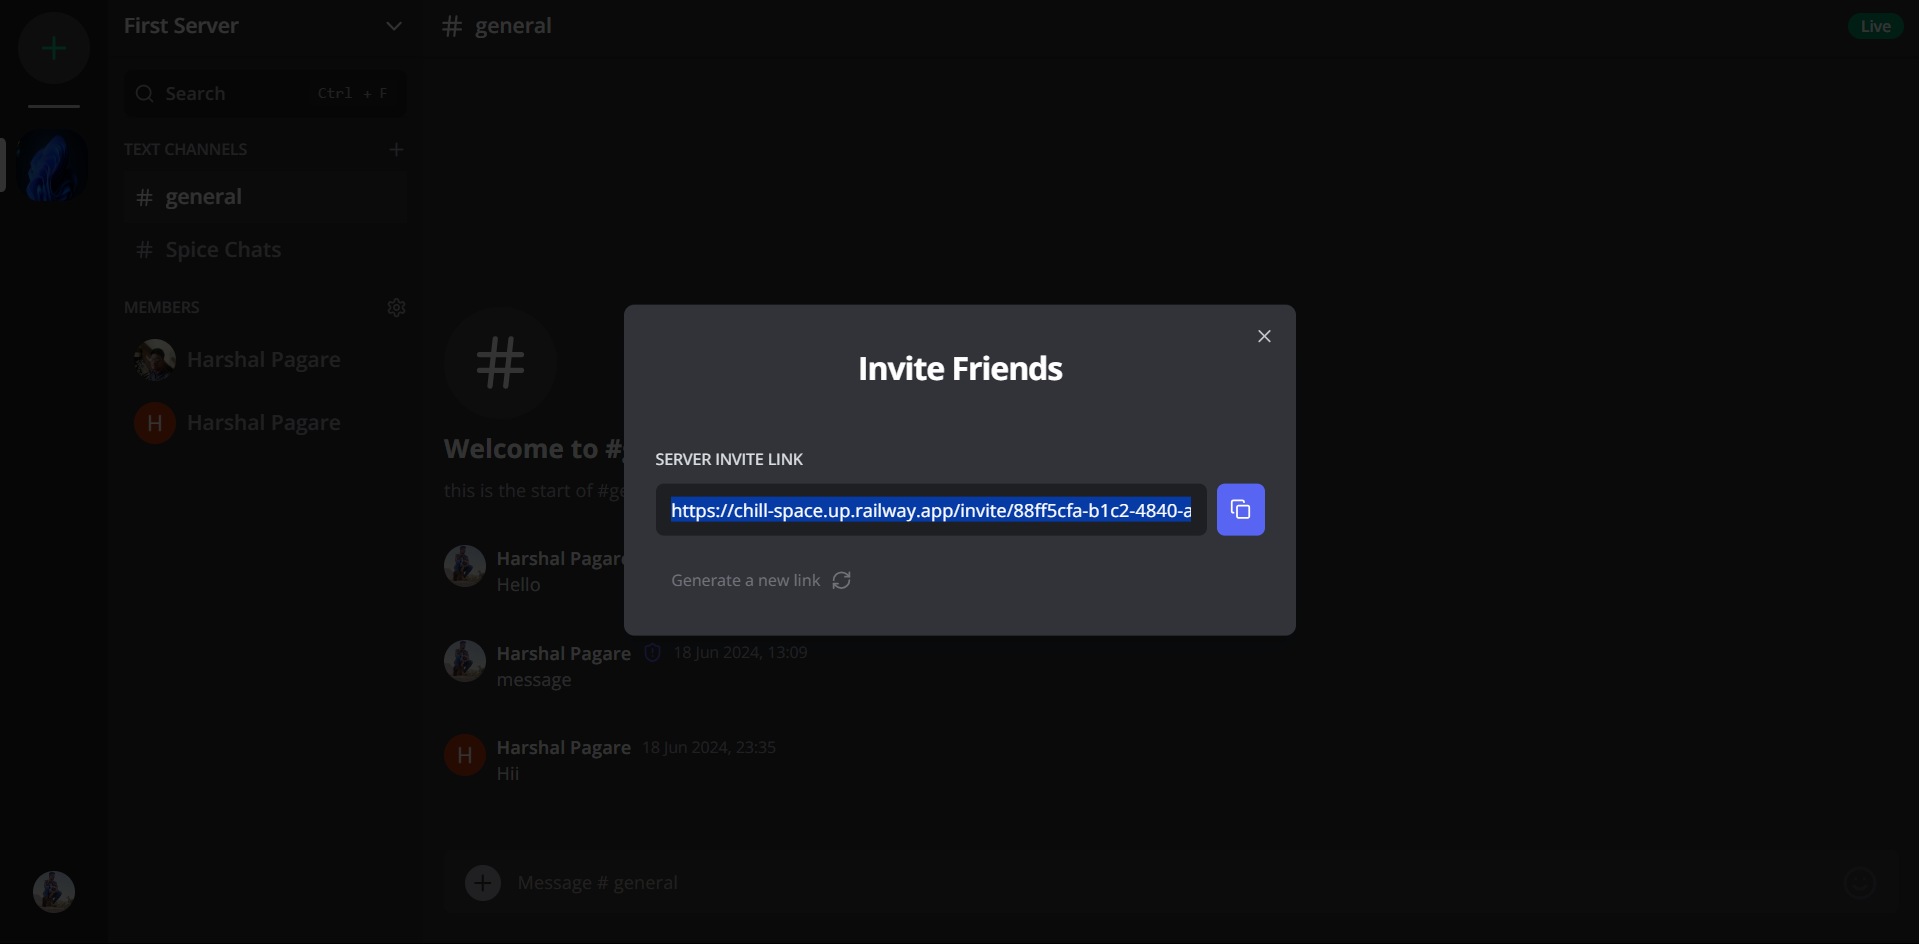 First Server
# general
Live
Search
Ctrl + F
TEXT CHANNELS
# general
# Spice Chats
MEMBERS
Harshal Pagare
H Harshal Pagare
#
Welcome to #
this is the start of #ge
Harshal Pagare
Hello
Harshal Pagare 18 Jun 2024, 13:09
message
H Harshal Pagare 18 Jun 2024, 23:35
Hii
Message # general
Invite Friends
SERVER INVITE LINK
https://chill-space.up.railway.app/invite/88ff5cfa-b1c2-4840-a
Generate a new link